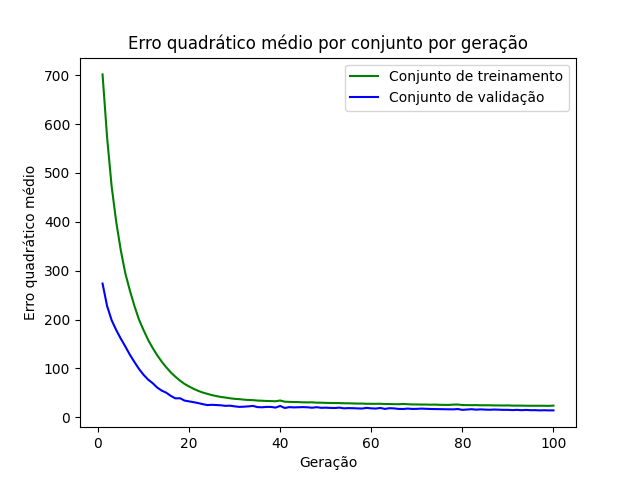 Erro quadrático médio por conjunto por geração
Conjunto de treinamento
Conjunto de validação
Erro quadrático médio
700
600
500
400
300
200
100
0
0 20 40 60 80 100
Geração